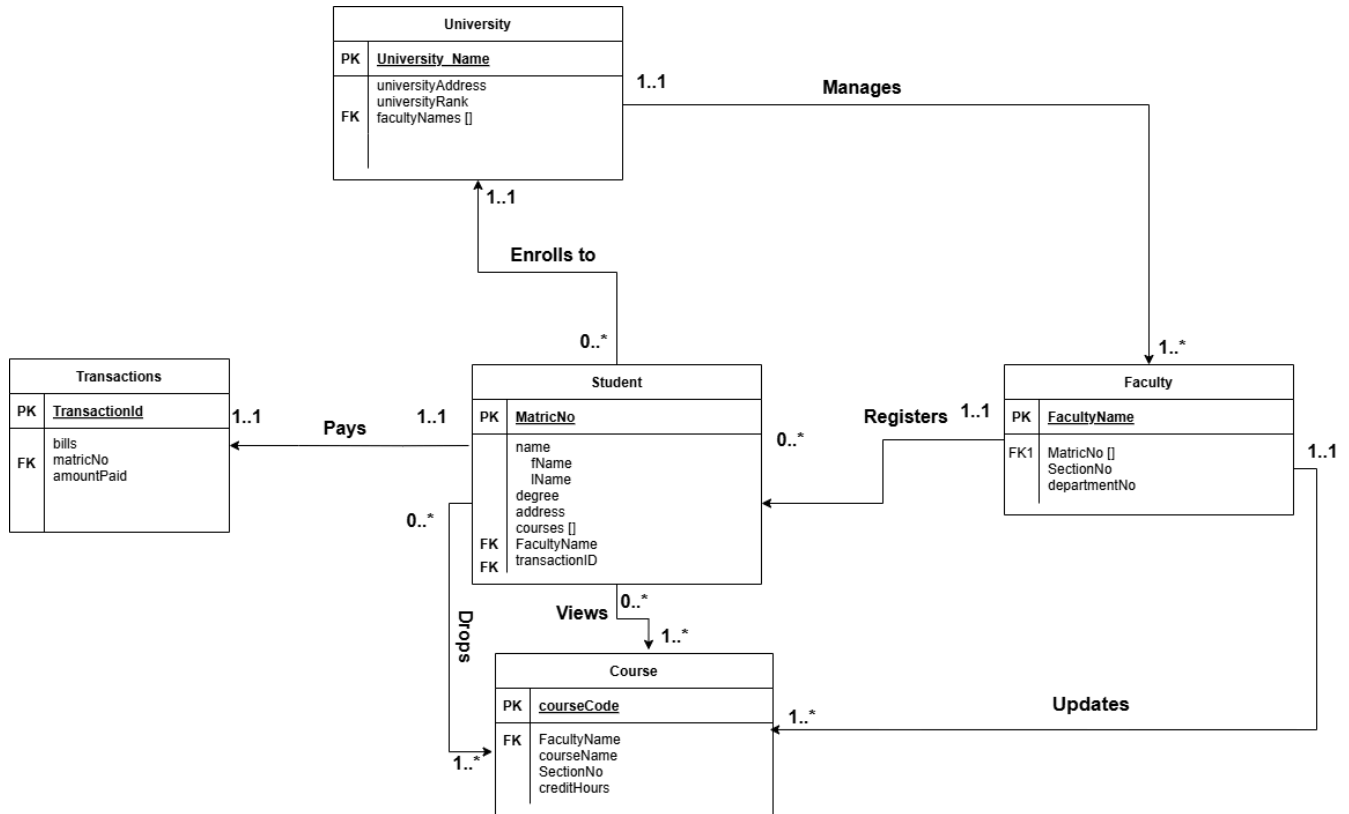 University
PK University_Name
universityAddress
universityRank
FK facultyNames []
1..1
Manages
1..1
Enrolls to
0..*
1..*
Transactions
PK TransactionId
bills
FK matricNo
amountPaid
1..1
Pays
1..1
Student
PK MatricNo
name
fName
lName
degree
address
courses []
FK FacultyName
FK transactionID
Registers
1..1
0..*
Faculty
PK FacultyName
FK1 MatricNo []
SectionNo
departmentNo
1..1
0..*
Drops
1..*
Views
0..*
1..*
Course
PK courseCode
FK FacultyName
courseName
SectionNo
creditHours
1..*
Updates